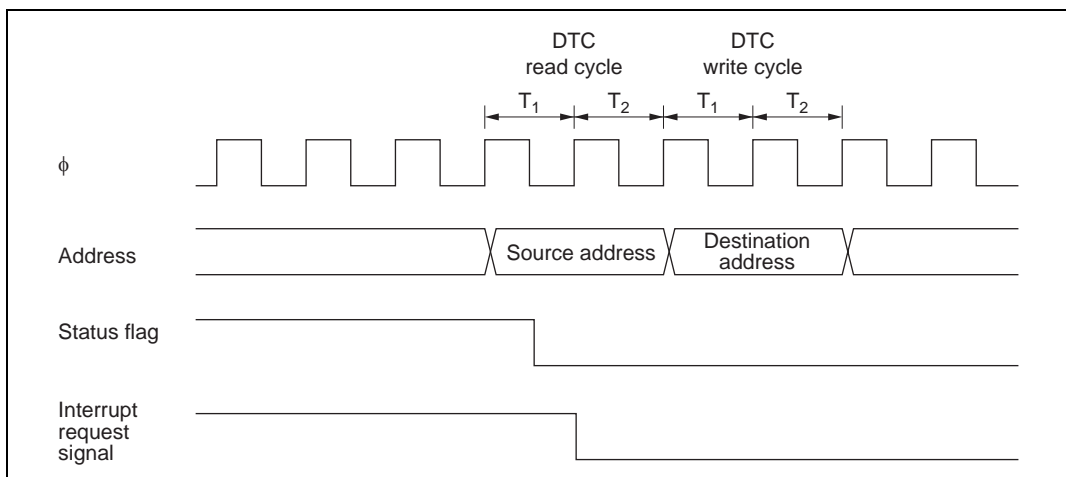 DTC
read cycle
DTC
write cycle
T1
T2
T1
T2
ϕ
Address
Source address
Destination
address
Status flag
Interrupt
request
signal